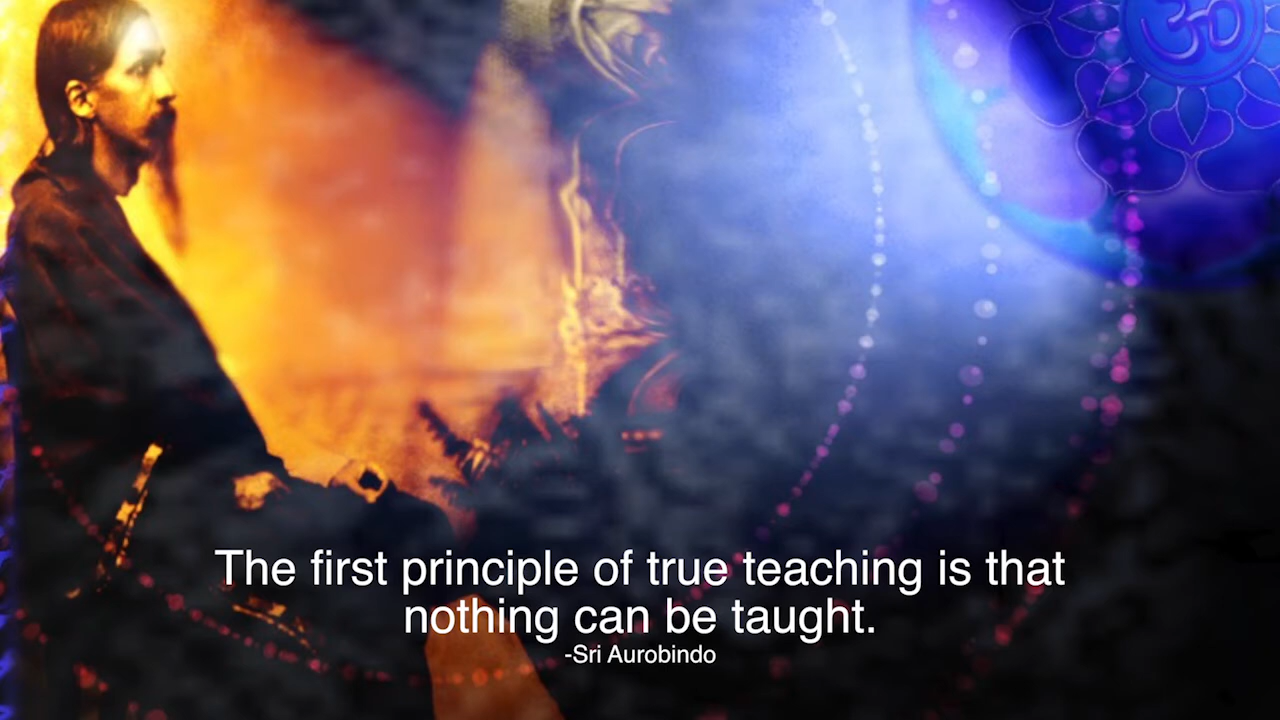 The first principle of true teaching is that
nothing can be taught.
-Sri Aurobindo